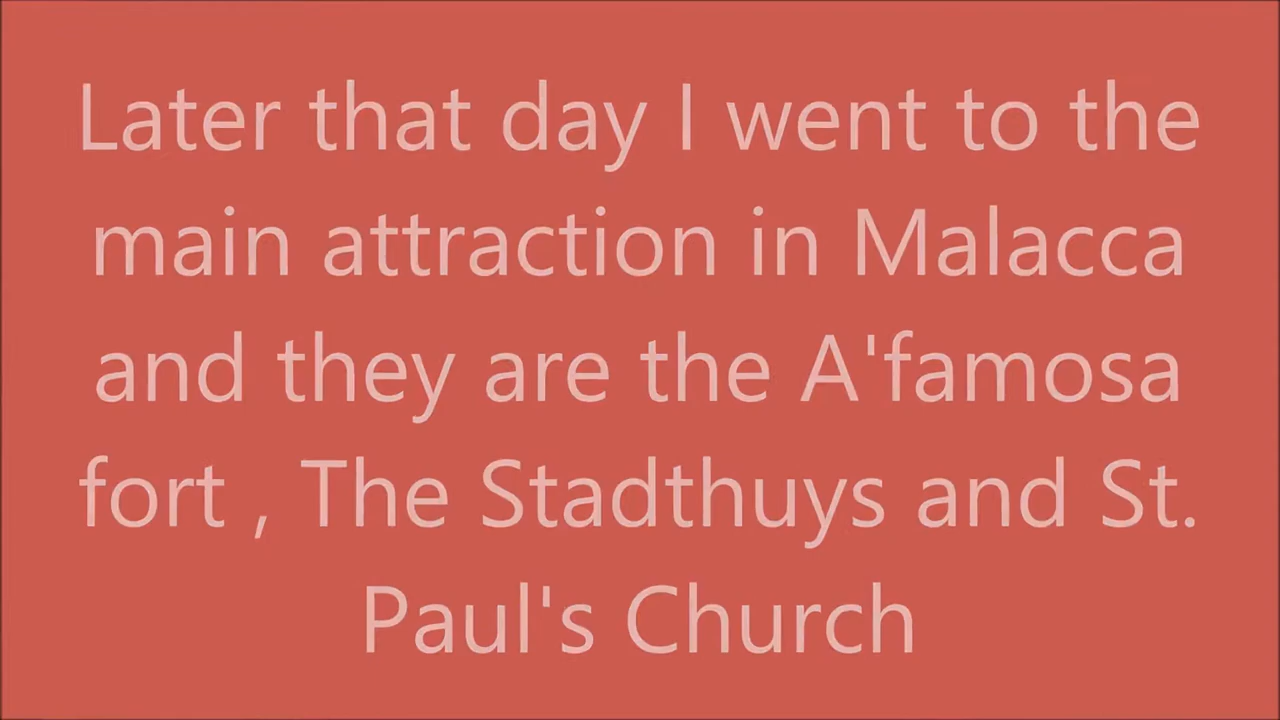 Later that day I went to the
main attraction in Malacca
and they are the A'famosa
fort , The Stadthuys and St.
Paul's Church